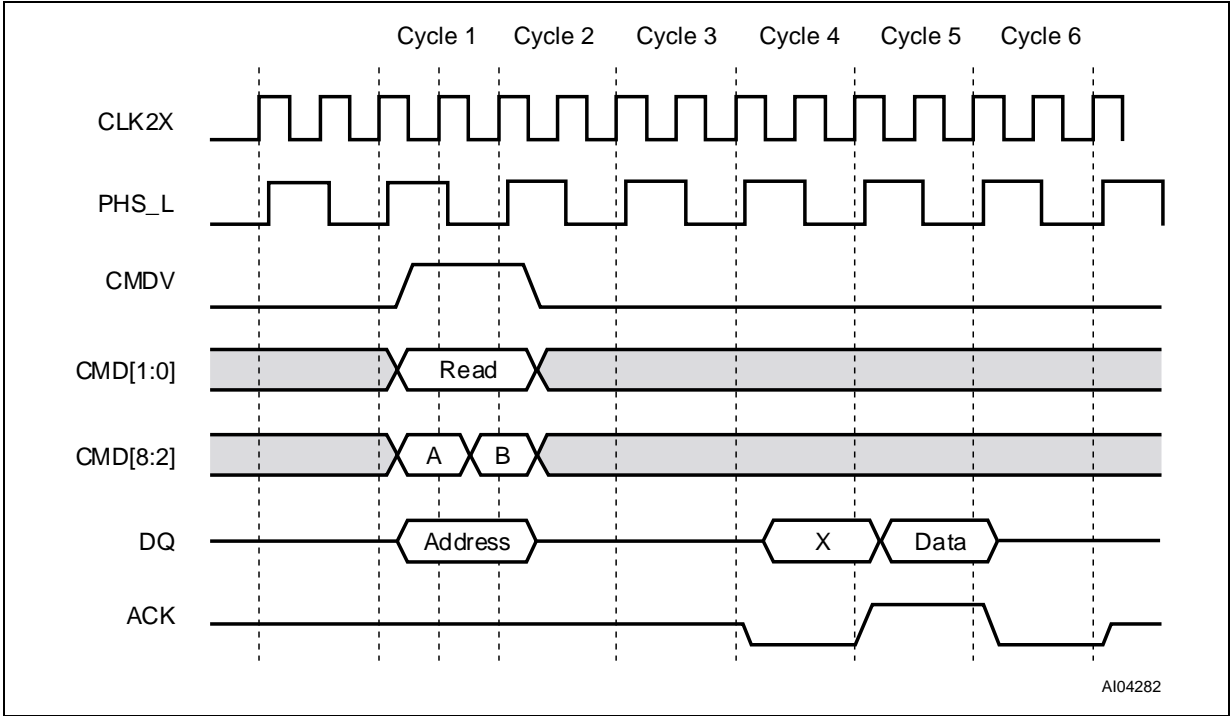 Cycle 1 Cycle 2 Cycle 3 Cycle 4 Cycle 5 Cycle 6
CLK2X
PHS_L
CMDV
CMD[1:0] Read
CMD[8:2] A B
DQ Address X Data
ACK
AI04282